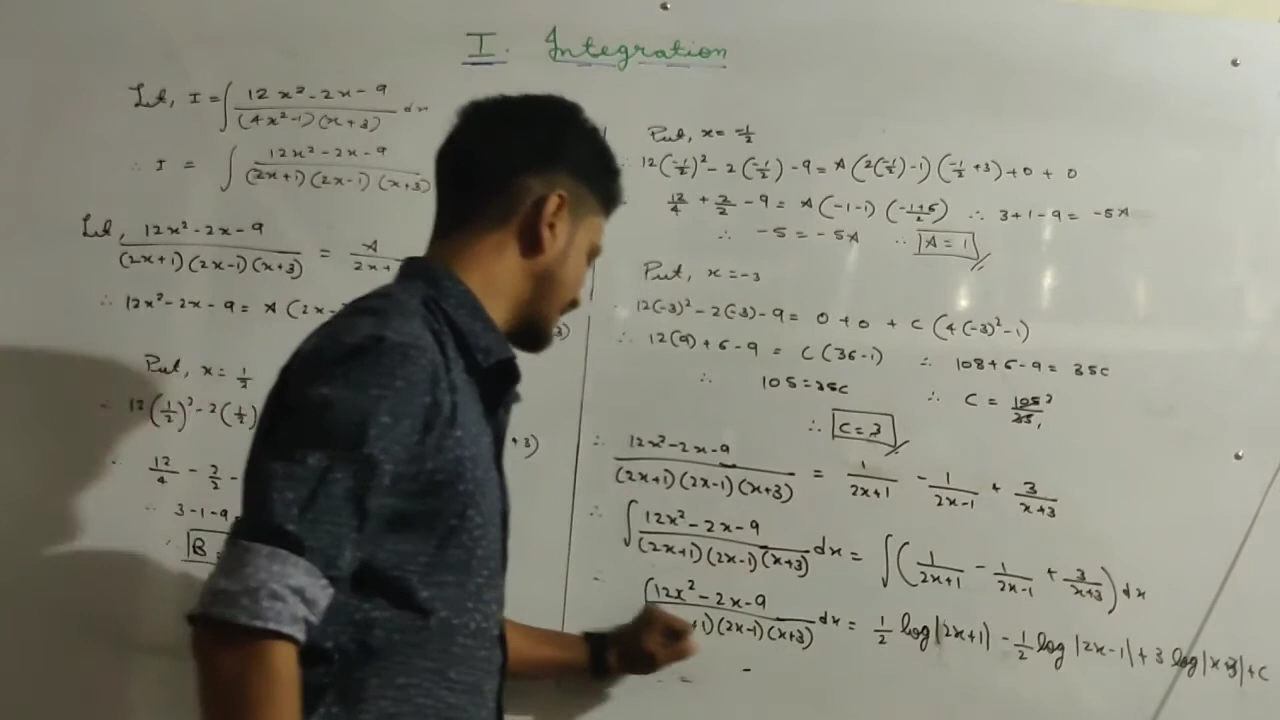 I. Integration
Let, I = ∫ 12x²-2x-9 / (4x²-1)(x+3) dx
∴ I = ∫ 12x²-2x-9 / (2x+1)(2x-1)(x+3)
Let, 12x²-2x-9 / (2x+1)(2x-1)(x+3) = A / 2x+
∴ 12x²-2x-9 = A(2x-
Put, x = 1/2
12(1/2)²-2(1/2)
+3)
12/4 - 2/2 -
3-1-9
B
Put, x = -1/2
12(-1/2)² - 2(-1/2) - 9 = A(2(-1/2)-1)(-1/2+3)+0+0
12/4 + 2/2 - 9 = A(-1-1)(-1+6/2) ∴ 3+1-9 = -5A
∴ -5 = -5A ∴ A = 1
Put, x = -3
12(-3)²-2(-3)-9 = 0+0+C(4(-3)²-1)
∴ 12(9)+6-9 = C(36-1) ∴ 108+6-9 = 35C
∴ 105 = 35C ∴ C = 105/35
∴ C = 3
∴ 12x²-2x-9 / (2x+1)(2x-1)(x+3) = 1/2x+1 - 1/2x-1 + 3/x+3
∴ ∫ 12x²-2x-9 / (2x+1)(2x-1)(x+3) dx = ∫(1/2x+1 - 1/2x-1 + 3/x+3) dx
∫ 12x²-2x-9 / +1)(2x-1)(x+3) dx = 1/2 log|2x+1| - 1/2 log|2x-1| + 3 log|x+3| + C